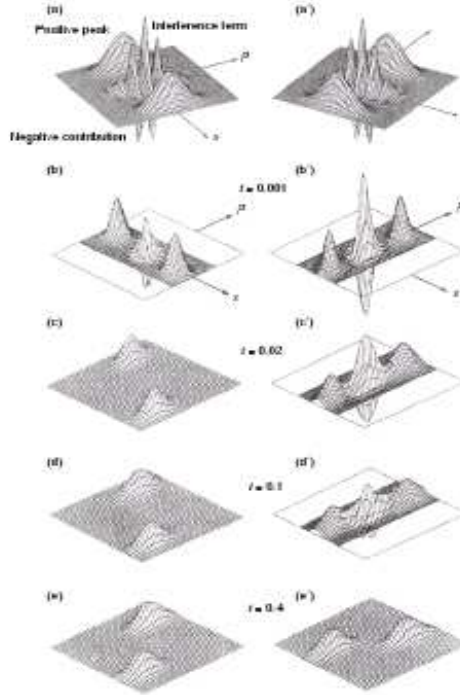 (a) (a')
Positive peak Interference term
p
Negative contribution x
(b) (b')
t = 0.001
p p
x x
(c) (c')
t = 0.02
(d) (d')
t = 0.1
(e) (e')
t = 0.4